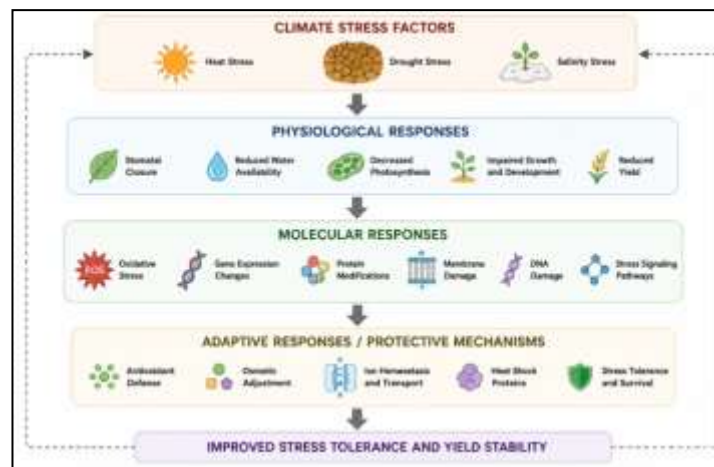 CLIMATE STRESS FACTORS
Heat Stress
Drought Stress
Salinity Stress
PHYSIOLOGICAL RESPONSES
Stomatal
Closure
Reduced Water
Availability
Decreased
Photosynthesis
Impaired Growth
and Development
Reduced
Yield
MOLECULAR RESPONSES
ROS
Oxidative
Stress
Gene Expression
Changes
Protein
Modifications
Membrane
Damage
DNA
Damage
Stress Signaling
Pathways
ADAPTIVE RESPONSES / PROTECTIVE MECHANISMS
Antioxidant
Defense
Osmotic
Adjustment
Ion Homeostasis
and Transport
Heat Shock
Proteins
Stress Tolerance
and Survival
IMPROVED STRESS TOLERANCE AND YIELD STABILITY